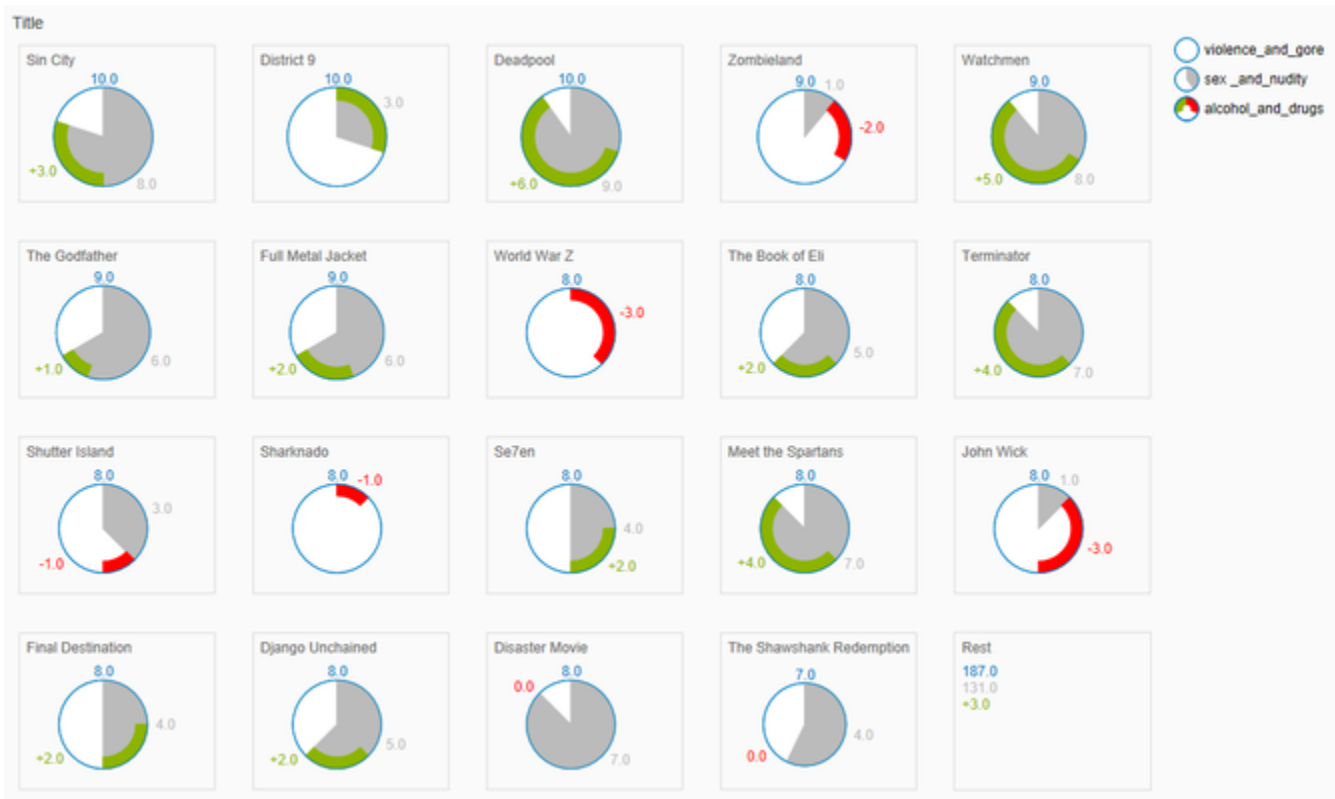 Title
Sin City
10.0
+3.0
8.0
District 9
10.0
3.0
Deadpool
10.0
+6.0
9.0
Zombieland
9.0
1.0
-2.0
Watchmen
9.0
+5.0
8.0
violence_and_gore
sex _and_nudity
alcohol_and_drugs
The Godfather
9.0
+1.0
6.0
Full Metal Jacket
9.0
+2.0
6.0
World War Z
8.0
-3.0
The Book of Eli
8.0
+2.0
5.0
Terminator
8.0
+4.0
7.0
Shutter Island
8.0
3.0
-1.0
Sharknado
8.0
-1.0
Se7en
8.0
4.0
+2.0
Meet the Spartans
8.0
+4.0
7.0
John Wick
8.0
1.0
-3.0
Final Destination
8.0
4.0
+2.0
Django Unchained
8.0
+2.0
5.0
Disaster Movie
8.0
0.0
7.0
The Shawshank Redemption
7.0
4.0
0.0
Rest
187.0
131.0
+3.0